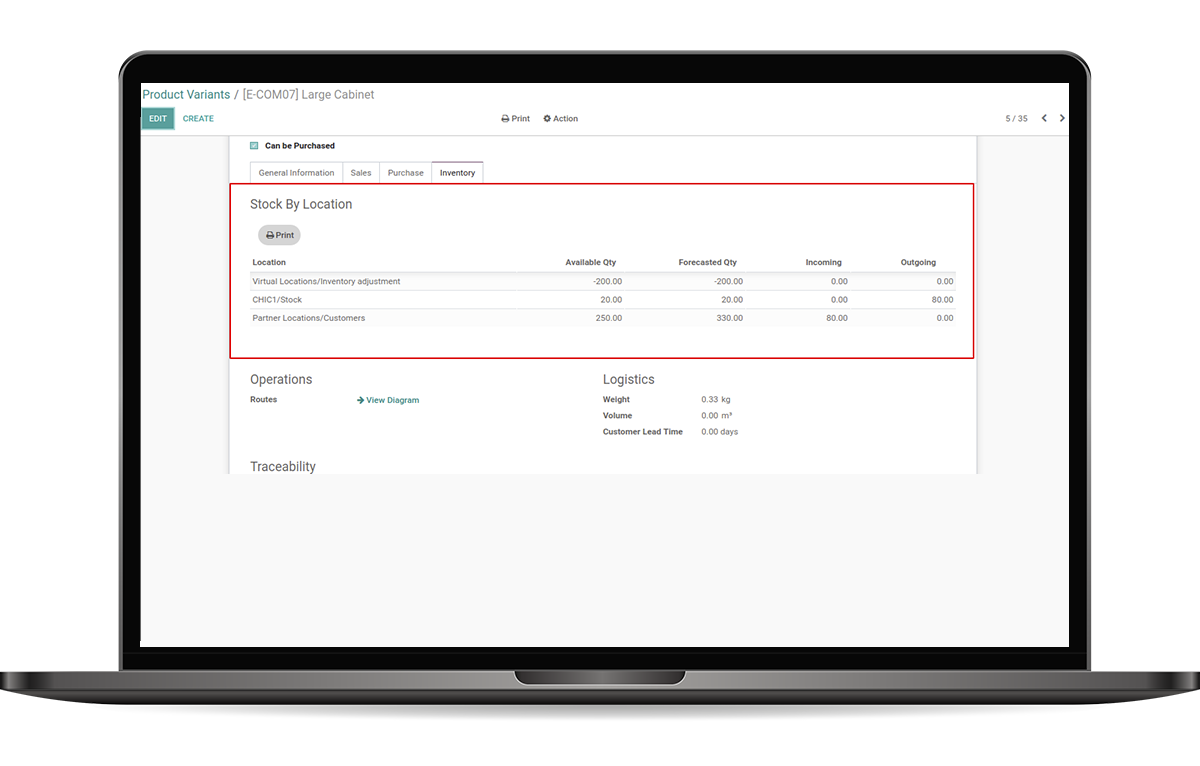 Product Variants / [E-COM07] Large Cabinet
EDIT CREATE Print Action 5 / 35
Can be Purchased
General Information Sales Purchase Inventory
Stock By Location
Print
Location Available Qty Forecasted Qty Incoming Outgoing
Virtual Locations/Inventory adjustment -200.00 -200.00 0.00 0.00
CHIC1/Stock 20.00 20.00 0.00 80.00
Partner Locations/Customers 250.00 330.00 80.00 0.00
Operations Logistics
Routes View Diagram Weight 0.33 kg
Volume 0.00 m³
Customer Lead Time 0.00 days
Traceability